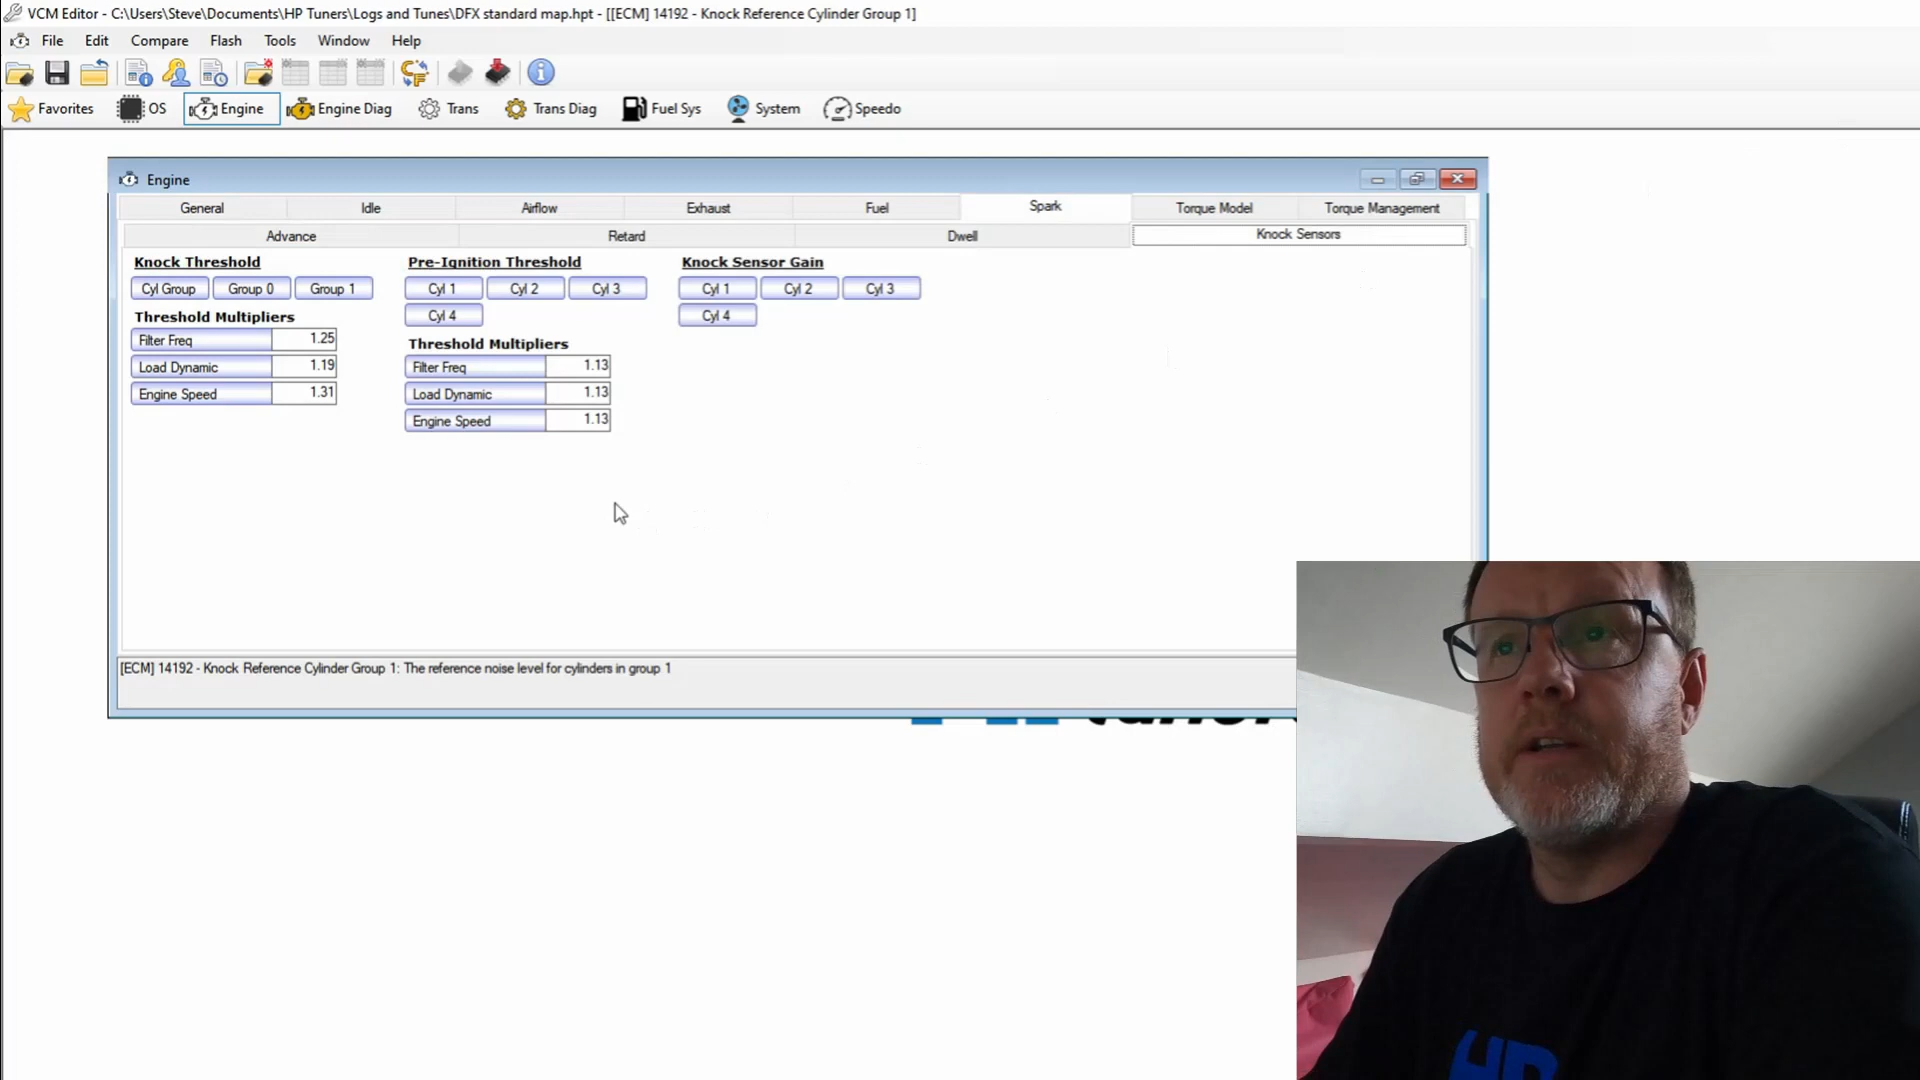 VCM Editor - C:\Users\Steve\Documents\HP Tuners\Logs and Tunes\DFX standard map.hpt - [[ECM] 14192 - Knock Reference Cylinder Group 1]
File Edit Compare Flash Tools Window Help
Favorites OS Engine Engine Diag Trans Trans Diag Fuel Sys System Speedo
Engine
General Idle Airflow Exhaust Fuel Spark Torque Model Torque Management
Advance Retard Dwell Knock Sensors
Knock Threshold Pre-Ignition Threshold Knock Sensor Gain
Cyl Group Group 0 Group 1 Cyl 1 Cyl 2 Cyl 3 Cyl 1 Cyl 2 Cyl 3
Cyl 4 Cyl 4
Threshold Multipliers
Filter Freq 1.25
Load Dynamic 1.19
Engine Speed 1.31
Threshold Multipliers
Filter Freq 1.13
Load Dynamic 1.13
Engine Speed 1.13
[ECM] 14192 - Knock Reference Cylinder Group 1: The reference noise level for cylinders in group 1
HP